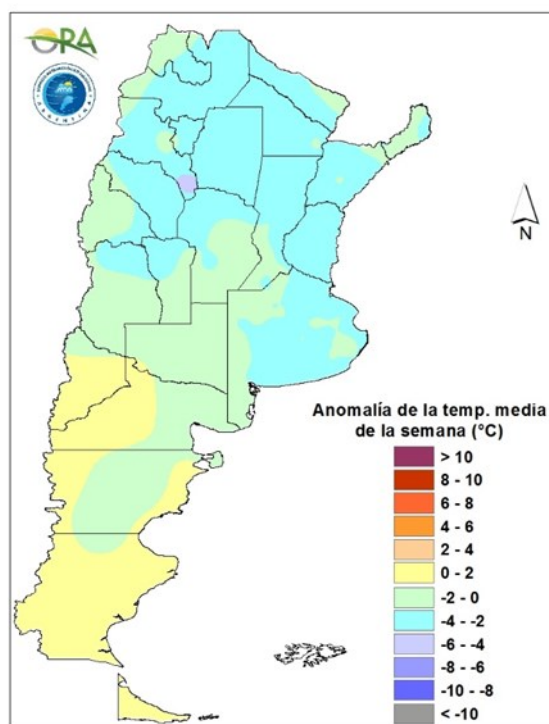 ORA
N
Anomalía de la temp. media
de la semana (°C)
> 10
8 - 10
6 - 8
4 - 6
2 - 4
0 - 2
-2 - 0
-4 - -2
-6 - -4
-8 - -6
-10 - -8
< -10